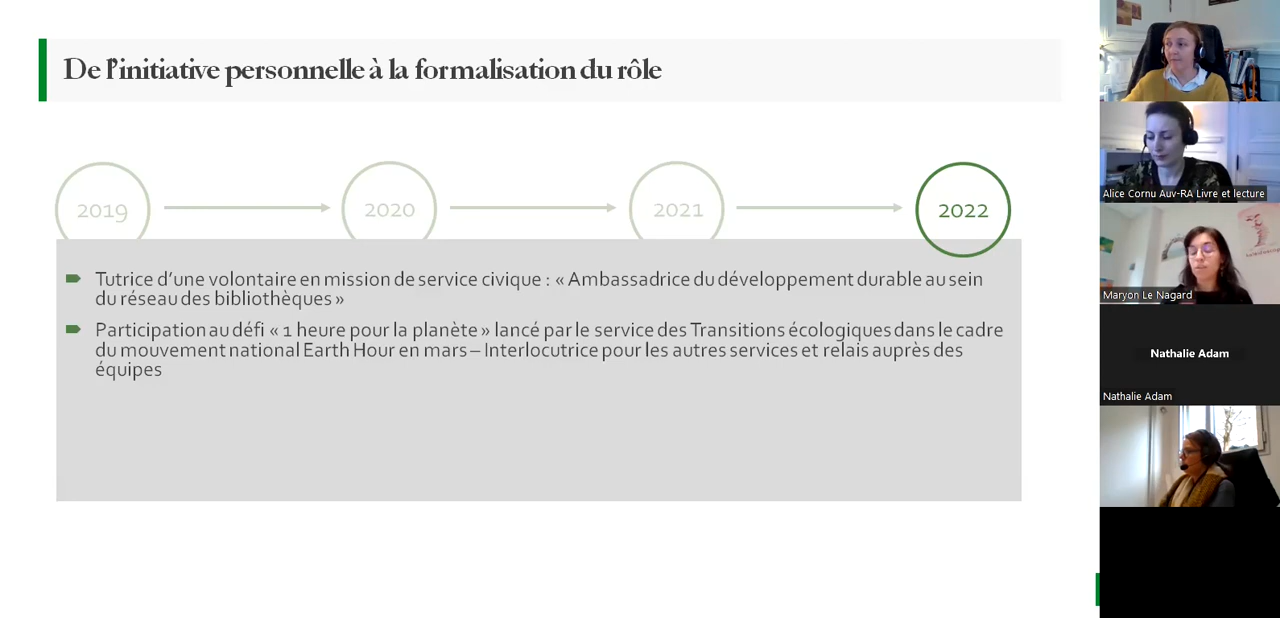 De l'initiative personnelle à la formalisation du rôle
2019
2020
2021
2022
Tutrice d'une volontaire en mission de service civique : « Ambassadrice du développement durable au sein
du réseau des bibliothèques »
Participation au défi « 1 heure pour la planète » lancé par le service des Transitions écologiques dans le cadre
du mouvement national Earth Hour en mars – Interlocutrice pour les autres services et relais auprès des
équipes
Alice Cornu Auv-RA Livre et lecture
Maryon Le Nagard
Nathalie Adam
Nathalie Adam